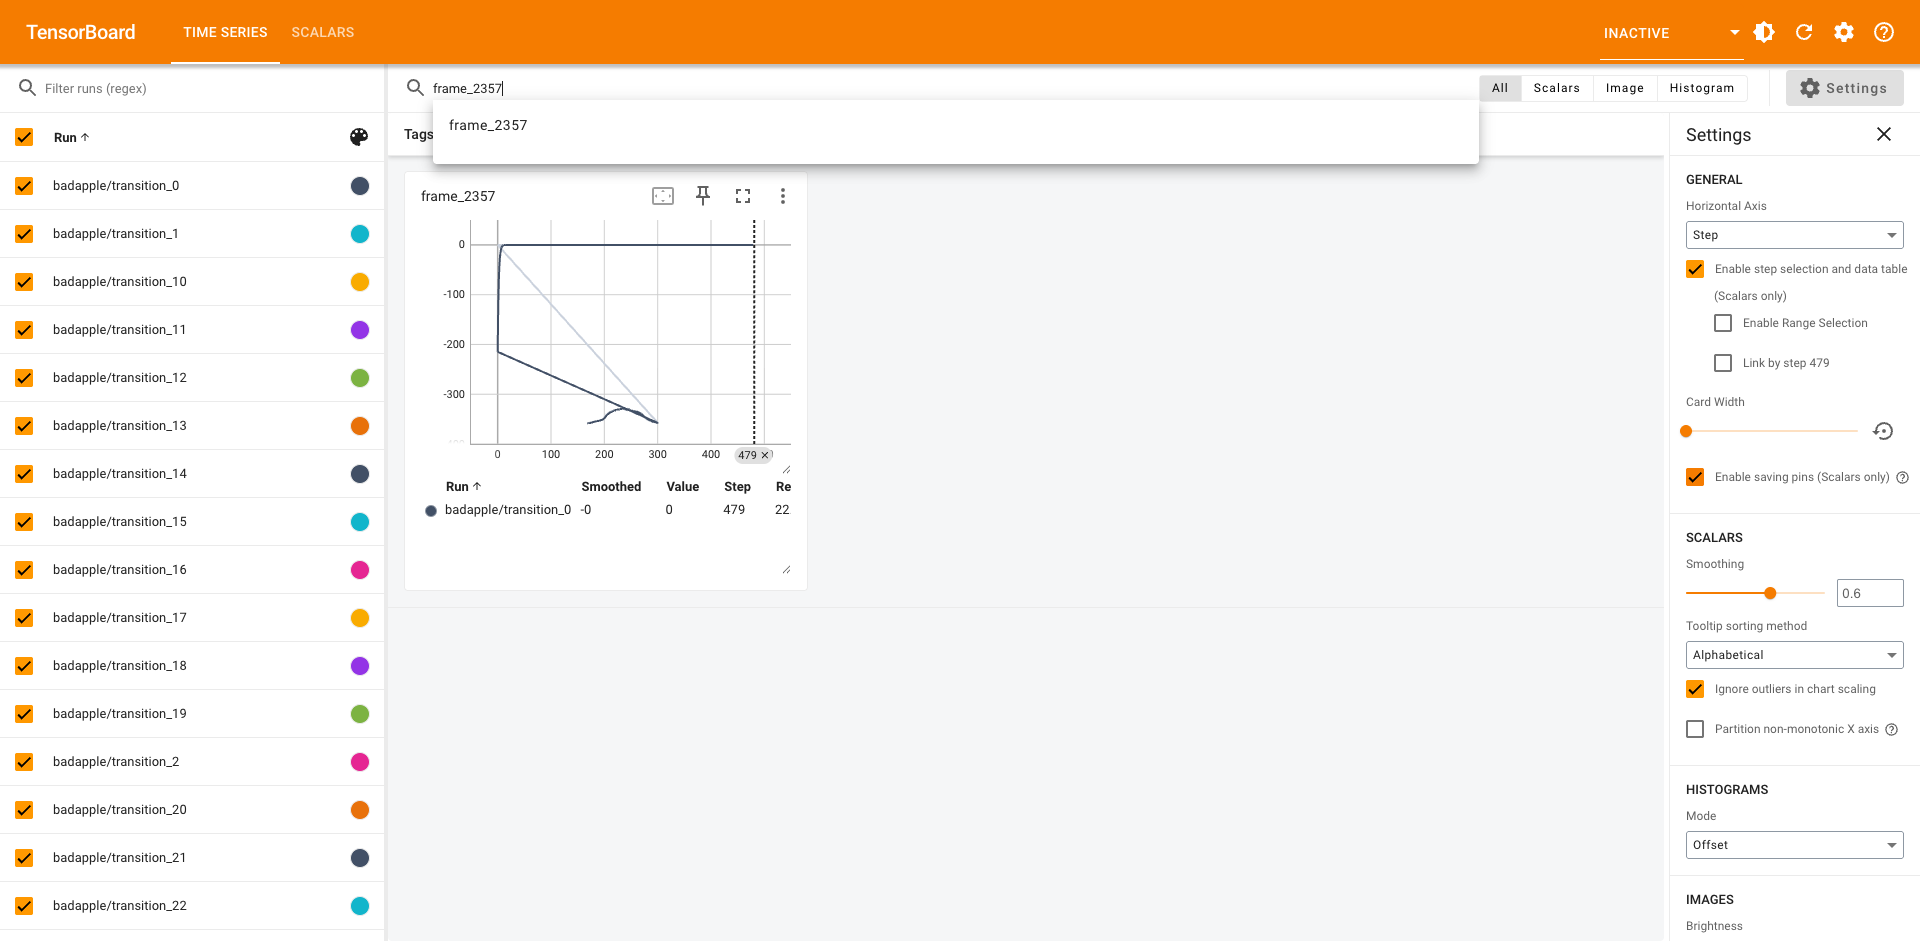 TensorBoard
TIME SERIES
SCALARS
INACTIVE
Filter runs (regex)
frame_2357
All
Scalars
Image
Histogram
Settings
frame_2357
Run
badapple/transition_0
badapple/transition_1
badapple/transition_10
badapple/transition_11
badapple/transition_12
badapple/transition_13
badapple/transition_14
badapple/transition_15
badapple/transition_16
badapple/transition_17
badapple/transition_18
badapple/transition_19
badapple/transition_2
badapple/transition_20
badapple/transition_21
badapple/transition_22
Tags
frame_2357
0
-100
-200
-300
0
100
200
300
400
479
Run Smoothed Value Step Re
badapple/transition_0 -0 0 479 22
Settings
GENERAL
Horizontal Axis
Step
Enable step selection and data table
(Scalars only)
Enable Range Selection
Link by step 479
Card Width
Enable saving pins (Scalars only)
SCALARS
Smoothing
0.6
Tooltip sorting method
Alphabetical
Ignore outliers in chart scaling
Partition non-monotonic X axis
HISTOGRAMS
Mode
Offset
IMAGES
Brightness